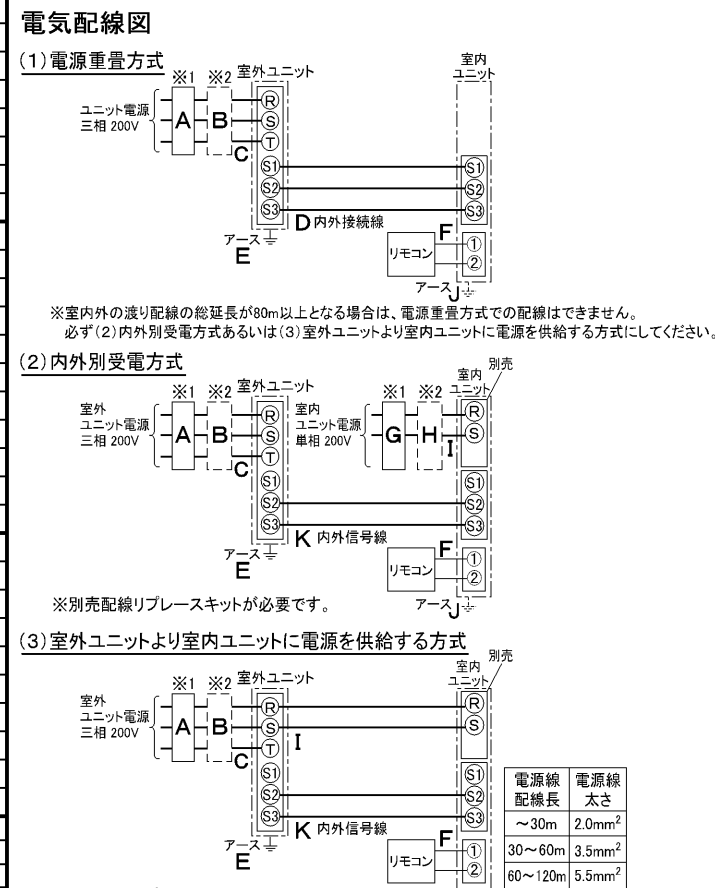 電気配線図
(1)電源重畳方式
※1 ※2 室外ユニット
室内
ユニット
ユニット電源
三相 200V
A B
R
S
T
C
S1 S1
S2 S2
S3 S3
D 内外接続線
アース
E
リモコン
F
①
②
アース J
※室内外の渡り配線の総延長が80m以上となる場合は、電源重畳方式での配線はできません。
必ず(2)内外別受電方式あるいは(3)室外ユニットより室内ユニットに電源を供給する方式にしてください。
(2)内外別受電方式
別売
※1 ※2 室外ユニット
※1 ※2
室内
ユニット
室外
ユニット電源
三相 200V
A B
R
S
T
C
室内
ユニット電源
単相 200V
G H
I
R
S
S1 S1
S2 S2
S3 S3
K 内外信号線
アース
E
リモコン
F
①
②
アース J
※別売配線リプレースキットが必要です。
(3)室外ユニットより室内ユニットに電源を供給する方式
別売
※1 ※2 室外ユニット
室内
ユニット
室外
ユニット電源
三相 200V
A B
R R
S S
T
I
C
S1 S1
S2 S2
S3 S3
K 内外信号線
アース
E
リモコン
F
①
②
電源線配線長 電源線太さ
～30m 2.0mm²
30～60m 3.5mm²
60～120m 5.5mm²